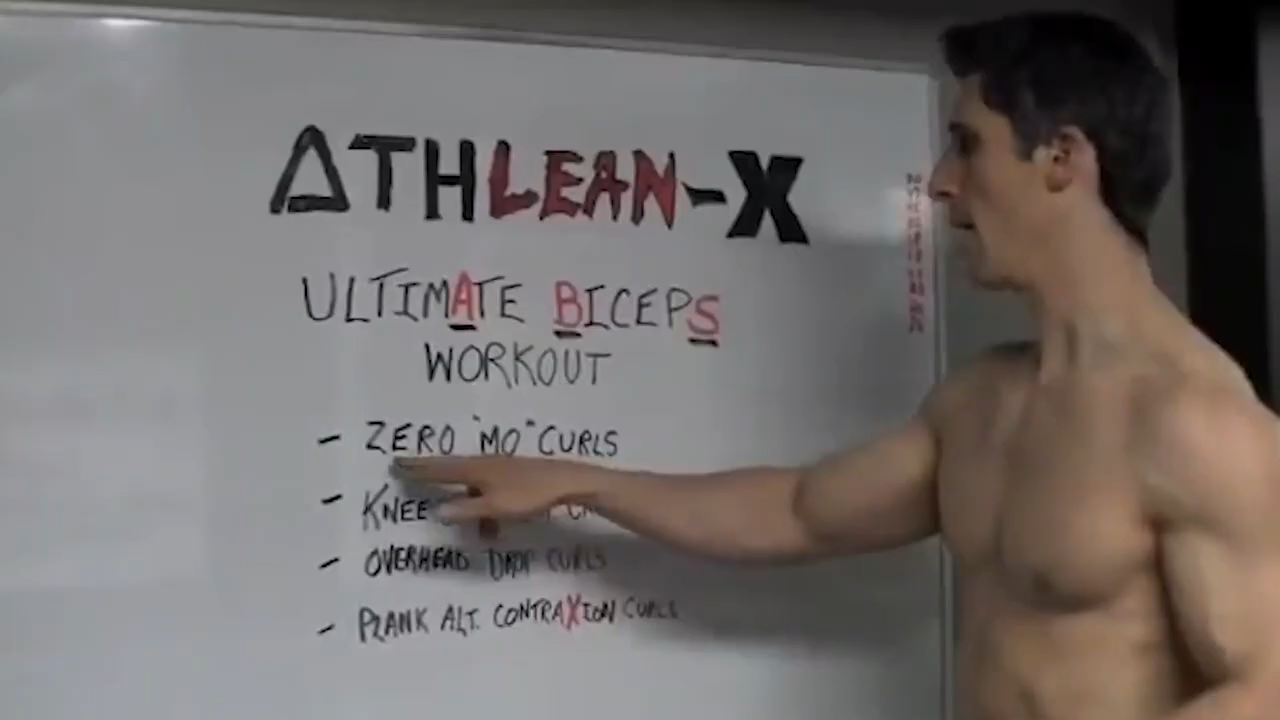 ATHLEAN-X
ULTIMATE BICEPS
WORKOUT
- ZERO "MO" CURLS
- KNEE
- OVERHEAD DROP CURLS
- PLANK ALT. CONTRAXION CURLS